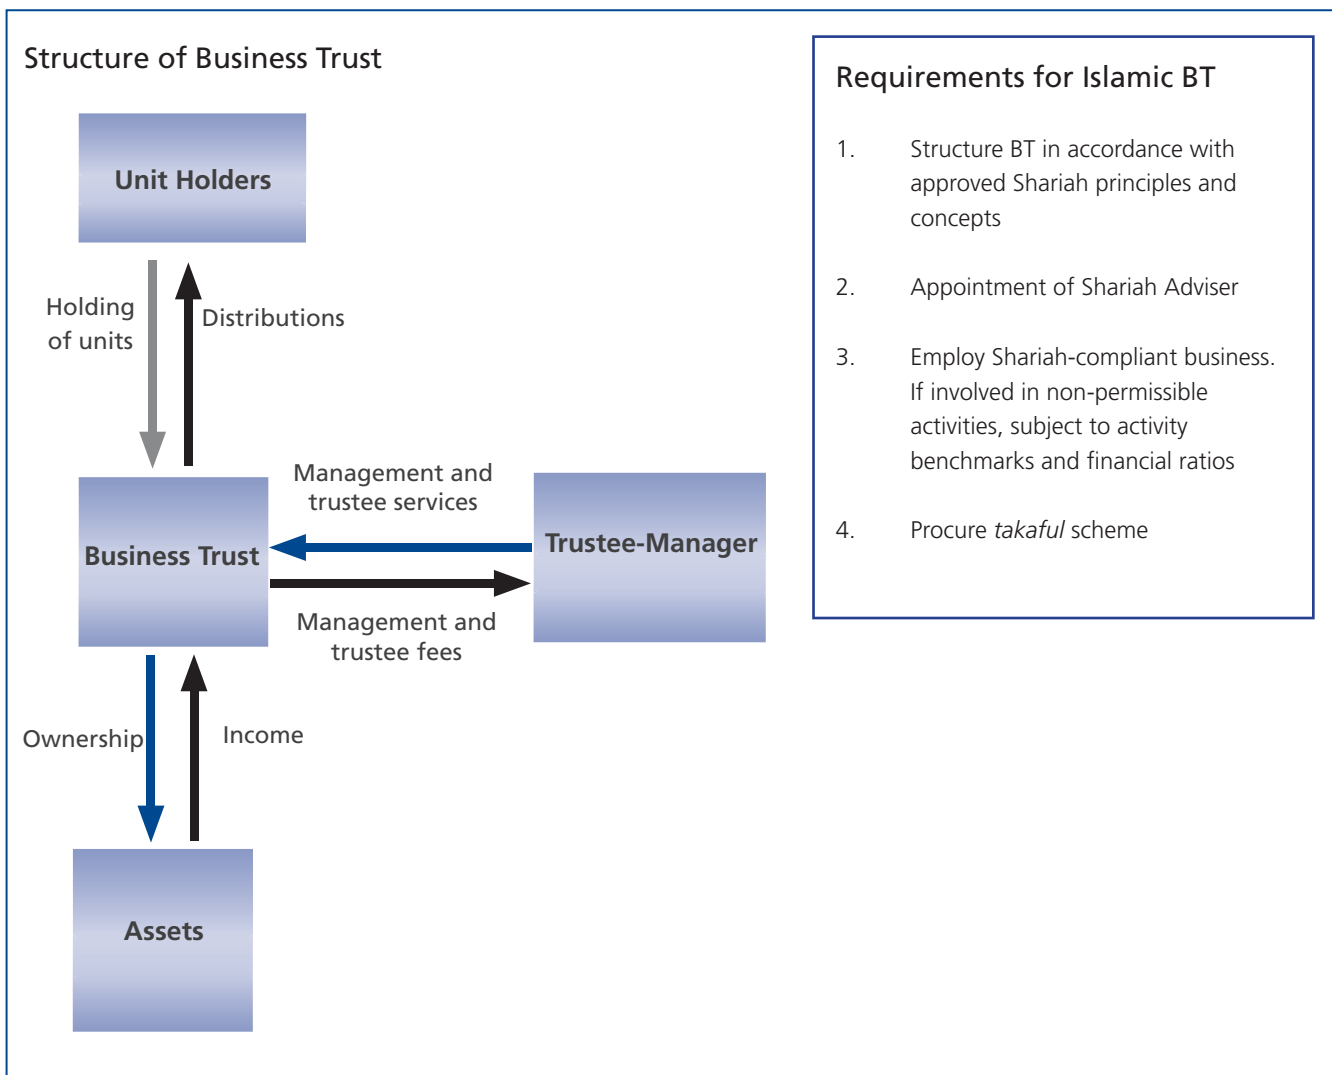 Structure of Business Trust
Unit Holders
Holding
of units
Distributions
Management and
trustee services
Business Trust
Trustee-Manager
Management and
trustee fees
Ownership
Income
Assets
Requirements for Islamic BT
1. Structure BT in accordance with
approved Shariah principles and
concepts
2. Appointment of Shariah Adviser
3. Employ Shariah-compliant business.
If involved in non-permissible
activities, subject to activity
benchmarks and financial ratios
4. Procure takaful scheme